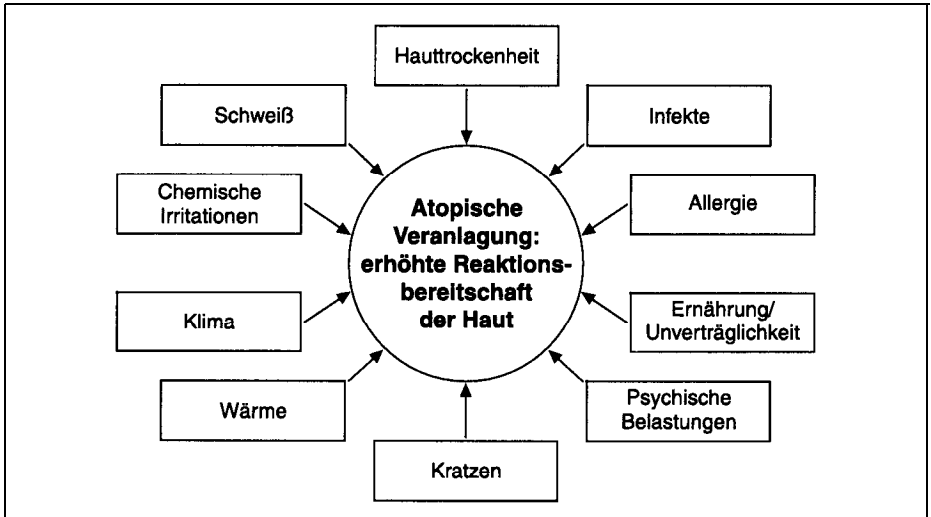 Hauttrockenheit
Schweiß
Infekte
Chemische
Irritationen
Allergie
Atopische
Veranlagung:
erhöhte Reaktions-
bereitschaft
der Haut
Klima
Ernährung/
Unverträglichkeit
Wärme
Psychische
Belastungen
Kratzen